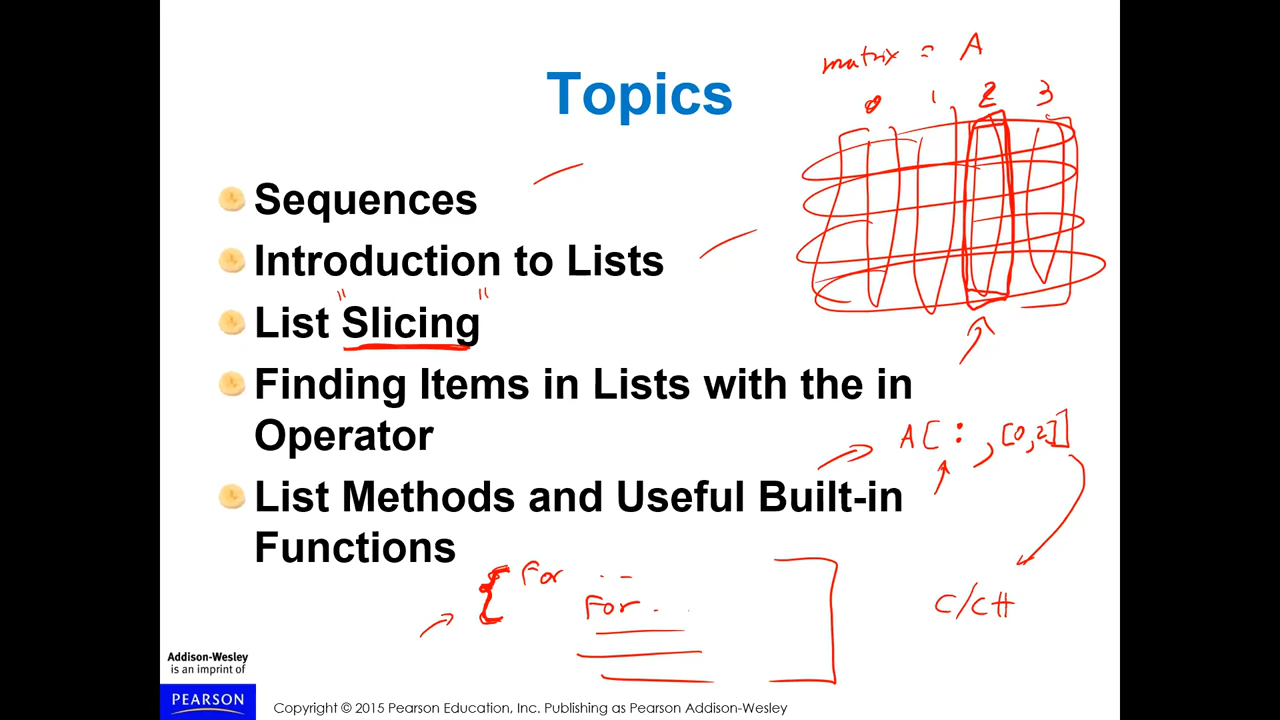 matrix = A
Topics
0 1 2 3
Sequences
Introduction to Lists
List "Slicing"
Finding Items in Lists with the in
Operator
A[:,[0,2]]
List Methods and Useful Built-in
Functions
{For ...
For...
C/C++
Addison-Wesley
is an imprint of
PEARSON
Copyright © 2015 Pearson Education, Inc. Publishing as Pearson Addison-Wesley